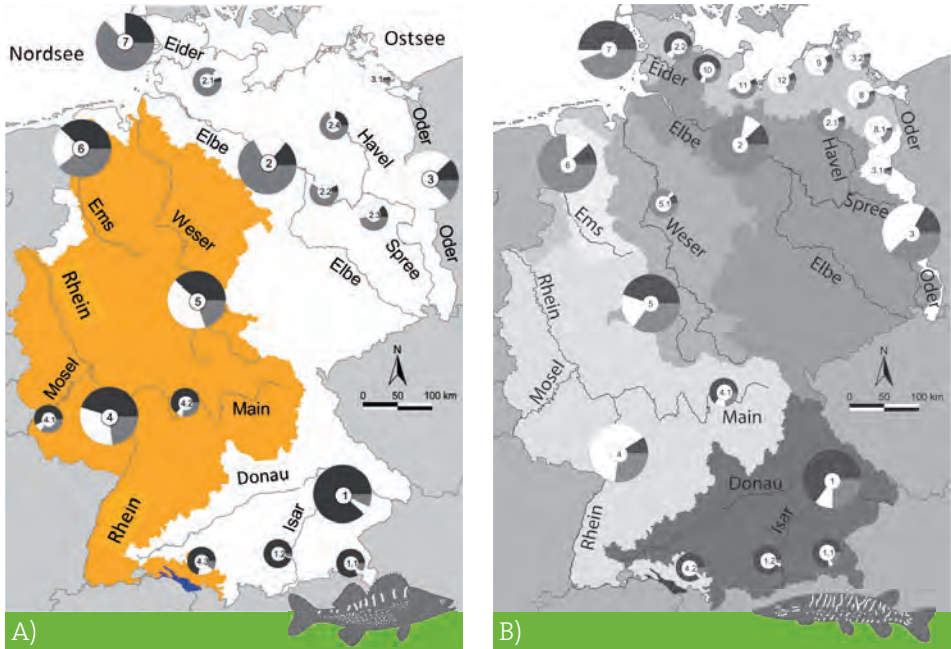 Nordsee
Ostsee
7
Eider
2.1
3.1
Oder
2.4
Havel
Elbe
6
2
3
2.2
2.3
Ems
Weser
Spree
Oder
Elbe
Rhein
5
N
0 50 100 km
Mosel
4.1
4
4.2
Main
Donau
1
Rhein
Isar
4.3
1.2
1.1
A)
7
2.2
Eider
10
11
12
9
3.2
8
2.1
8.1
Oder
Elbe
2
Havel
6
3.1
5.1
Spree
Ems
Weser
3
Elbe
Oder
Rhein
5
N
0 50 100 km
Mosel
4.1
Main
4
Donau
1
Isar
Rhein
4.2
1.2
1.1
B)